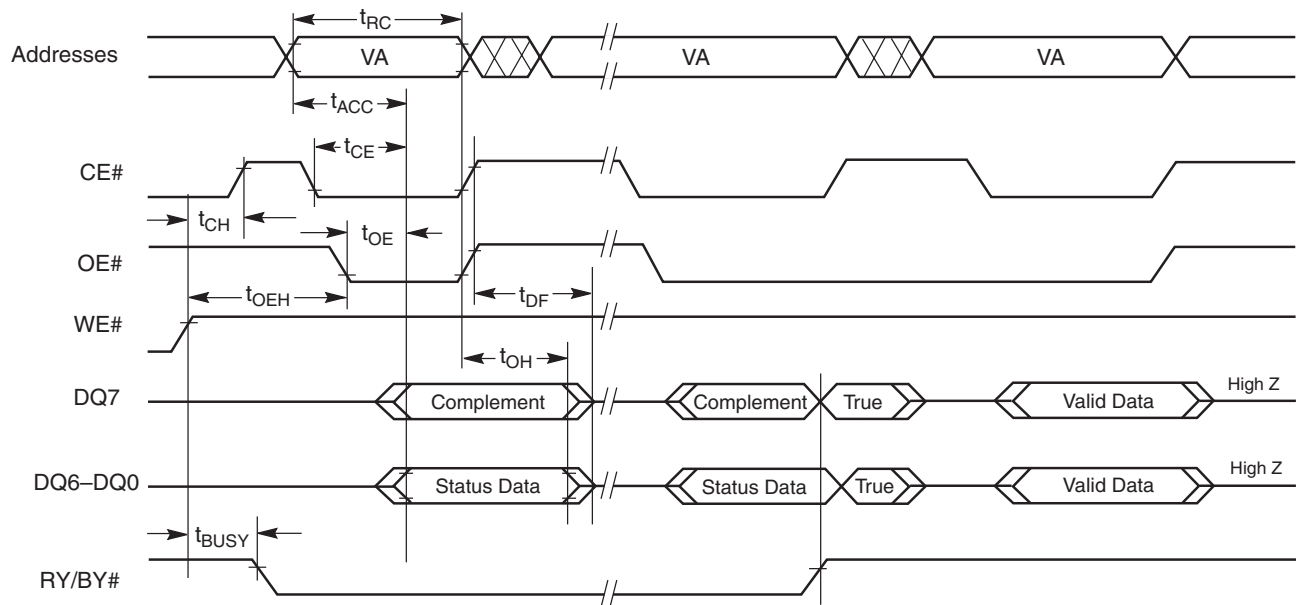 tRC
Addresses VA VA VA
tACC
tCE
CE#
tCH tOE
OE#
tOEH tDF
WE#
tOH
DQ7 Complement Complement True Valid Data High Z
DQ6–DQ0 Status Data Status Data True Valid Data High Z
tBUSY
RY/BY#